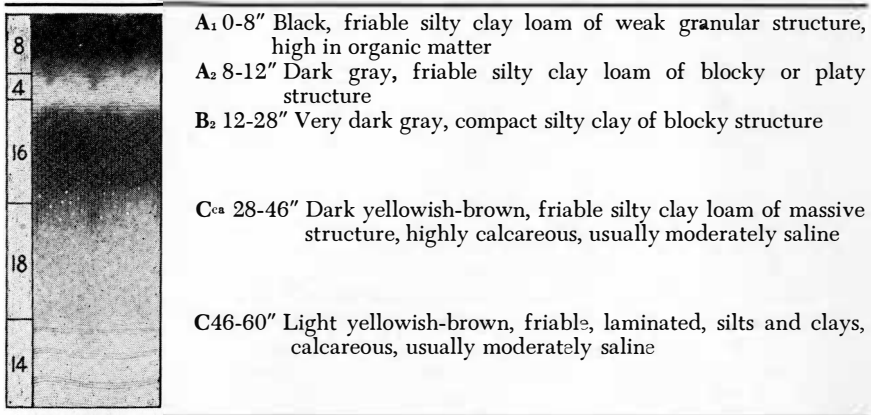 8
4
16
18
14
A₁ 0-8″ Black, friable silty clay loam of weak granular structure,
high in organic matter
A₂ 8-12″ Dark gray, friable silty clay loam of blocky or platy
structure
B₂ 12-28″ Very dark gray, compact silty clay of blocky structure
Cca 28-46″ Dark yellowish-brown, friable silty clay loam of massive
structure, highly calcareous, usually moderately saline
C46-60″ Light yellowish-brown, friable, laminated, silts and clays,
calcareous, usually moderately saline